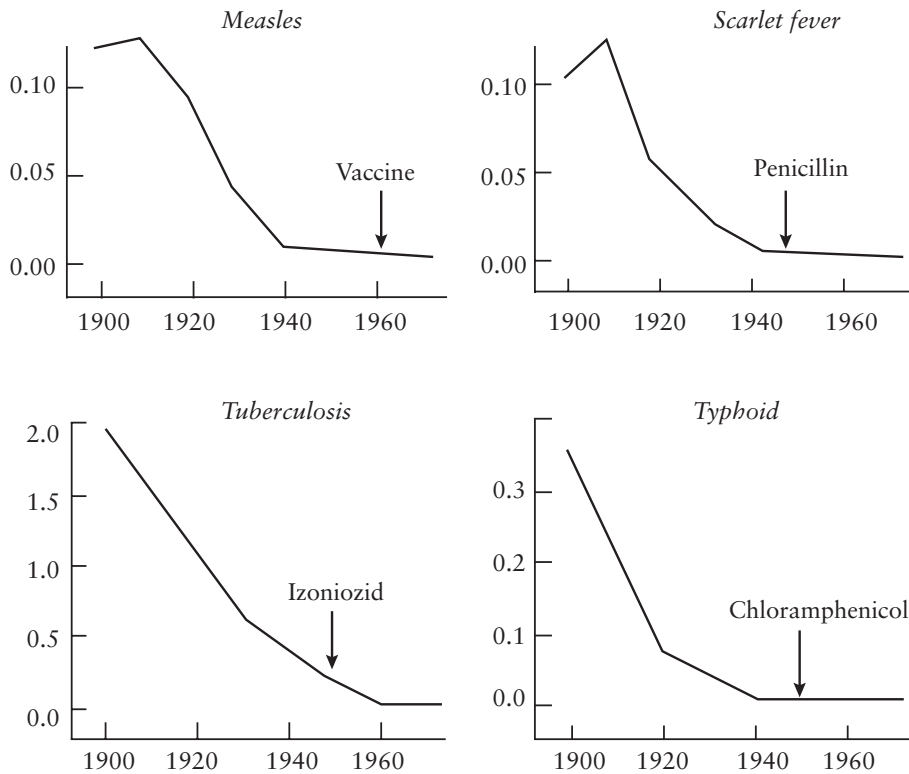 Measles
0.10
0.05
0.00
Vaccine
1900 1920 1940 1960
Scarlet fever
0.10
0.05
0.00
Penicillin
1900 1920 1940 1960
Tuberculosis
2.0
1.5
1.0
0.5
0.0
Izoniozid
1900 1920 1940 1960
Typhoid
0.3
0.2
0.1
0.0
Chloramphenicol
1900 1920 1940 1960